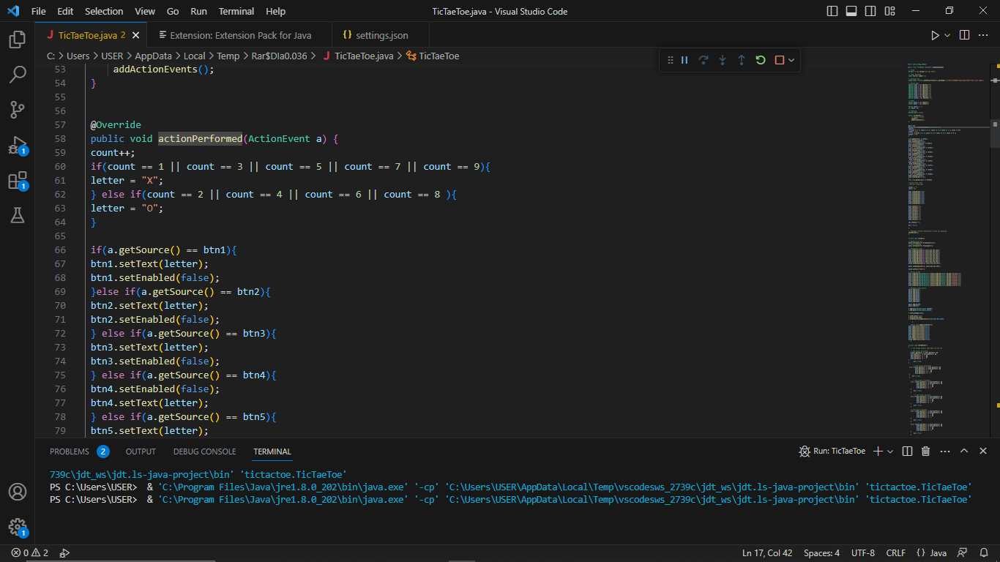 File Edit Selection View Go Run Terminal Help TicTaeToe.java - Visual Studio Code
J TicTaeToe.java 2 Extension: Extension Pack for Java {} settings.json
C: > Users > USER > AppData > Local > Temp > Rar$DIa0.036 > J TicTaeToe.java > TicTaeToe
53 addActionEvents();
54 }
55
56
57 @Override
58 public void actionPerformed(ActionEvent a) {
59 count++;
60 if(count == 1 || count == 3 || count == 5 || count == 7 || count == 9){
61 letter = "X";
62 } else if(count == 2 || count == 4 || count == 6 || count == 8 ){
63 letter = "O";
64 }
65
66 if(a.getSource() == btn1){
67 btn1.setText(letter);
68 btn1.setEnabled(false);
69 }else if(a.getSource() == btn2){
70 btn2.setText(letter);
71 btn2.setEnabled(false);
72 } else if(a.getSource() == btn3){
73 btn3.setText(letter);
74 btn3.setEnabled(false);
75 } else if(a.getSource() == btn4){
76 btn4.setEnabled(false);
77 btn4.setText(letter);
78 } else if(a.getSource() == btn5){
79 btn5.setText(letter);
1
1
1
PROBLEMS 2 OUTPUT DEBUG CONSOLE TERMINAL Run: TicTaeToe
739c\jdt_ws\jdt.ls-java-project\bin' 'tictactoe.TicTaeToe'
PS C:\Users\USER> & 'C:\Program Files\Java\jre1.8.0_202\bin\java.exe' '-cp' 'C:\Users\USER\AppData\Local\Temp\vscodesws_2739c\jdt_ws\jdt.ls-java-project\bin' 'tictactoe.TicTaeToe'
PS C:\Users\USER> & 'C:\Program Files\Java\jre1.8.0_202\bin\java.exe' '-cp' 'C:\Users\USER\AppData\Local\Temp\vscodesws_2739c\jdt_ws\jdt.ls-java-project\bin' 'tictactoe.TicTaeToe'
0 2 Ln 17, Col 42 Spaces: 4 UTF-8 CRLF {} Java